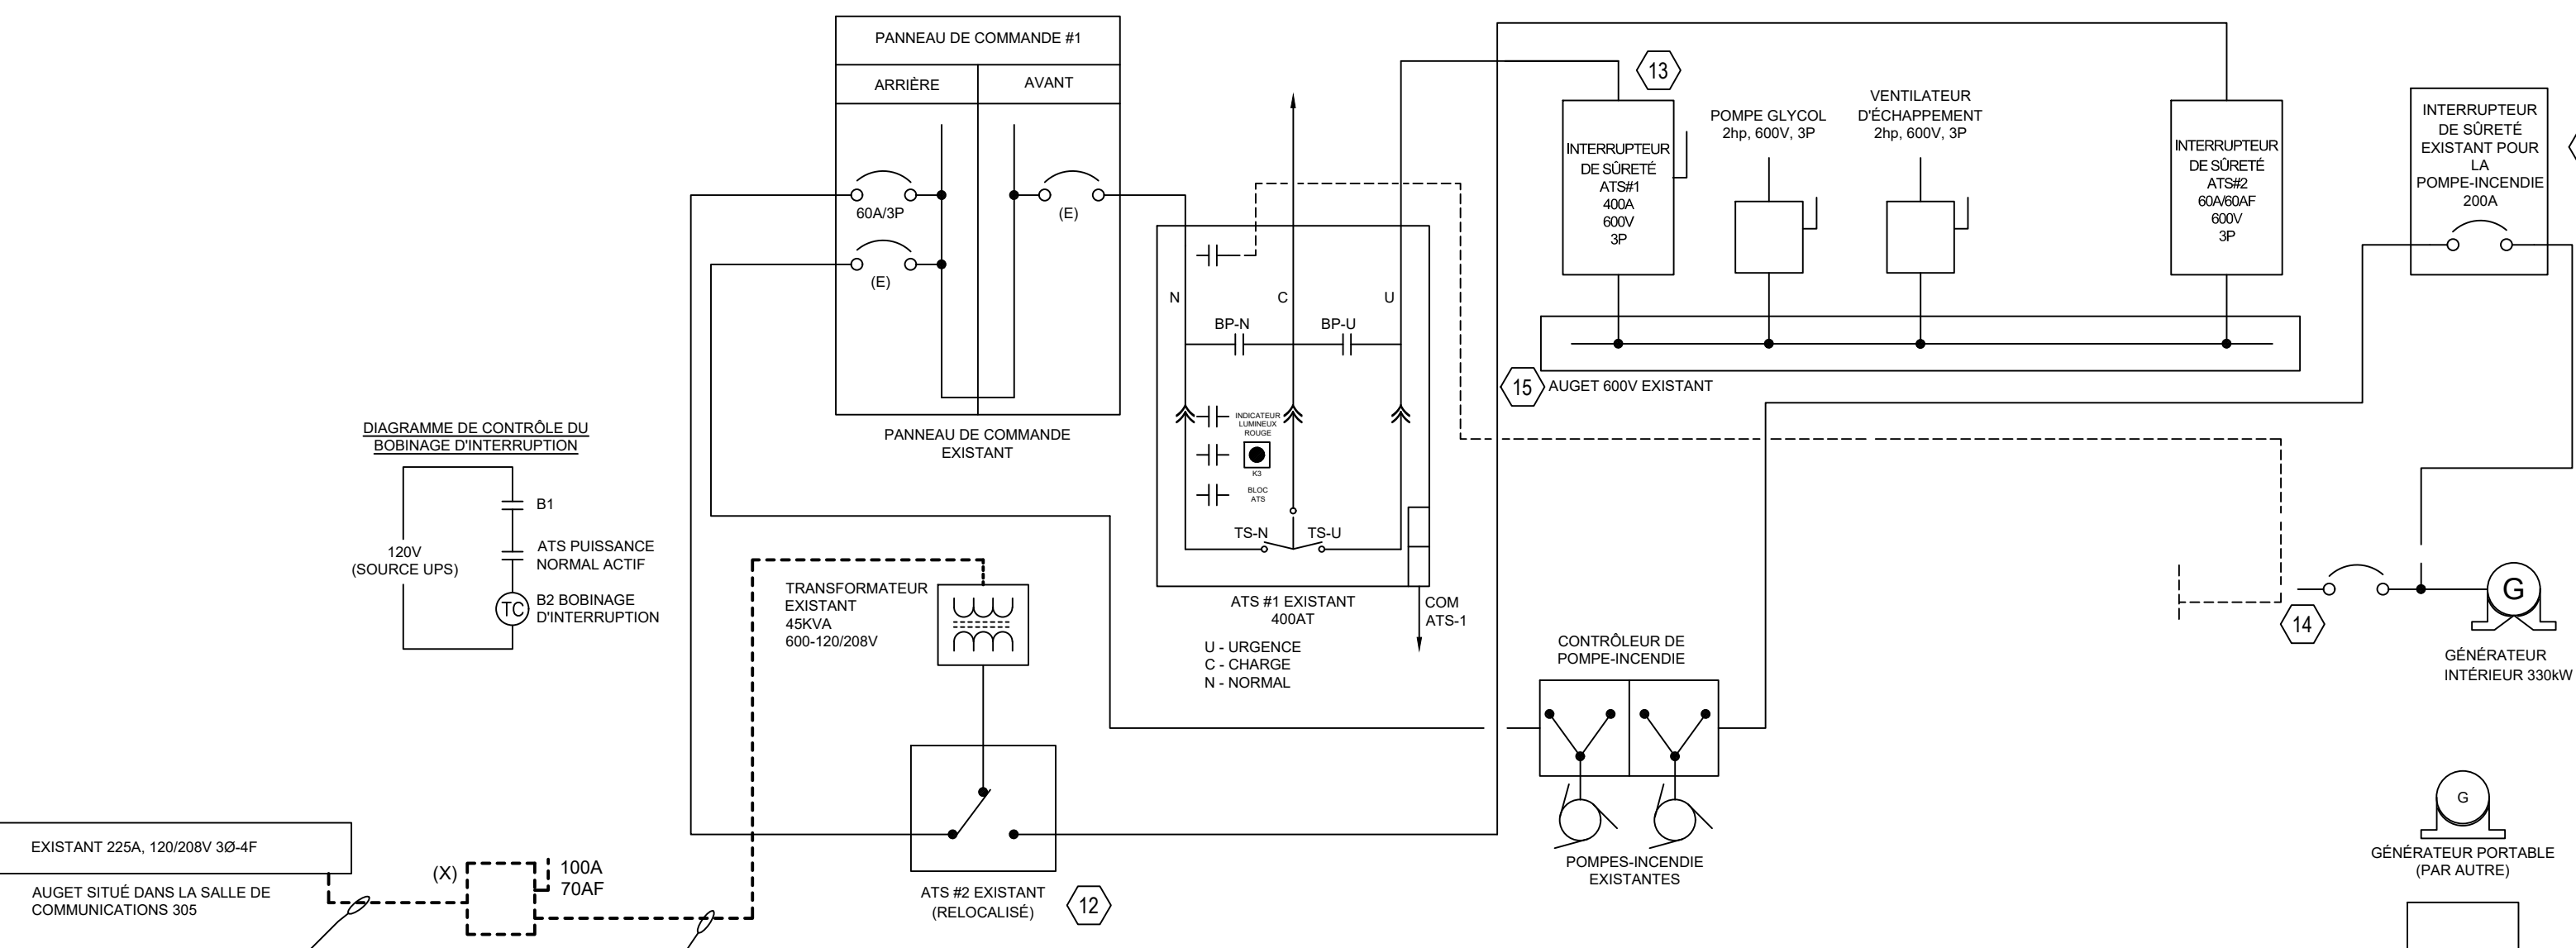 PANNEAU DE COMMANDE #1
ARRIÈRE
AVANT
60A/3P
(E)
(E)
PANNEAU DE COMMANDE
EXISTANT
DIAGRAMME DE CONTRÔLE DU
BOBINAGE D'INTERRUPTION
120V
(SOURCE UPS)
B1
ATS PUISSANCE
NORMAL ACTIF
TC
B2 BOBINAGE
D'INTERRUPTION
N
C
U
BP-N
BP-U
INDICATEUR
LUMINEUX
ROUGE
K3
BLOC
ATS
TS-N
TS-U
ATS #1 EXISTANT
400AT
COM
ATS-1
U - URGENCE
C - CHARGE
N - NORMAL
TRANSFORMATEUR
EXISTANT
45KVA
600-120/208V
ATS #2 EXISTANT
(RELOCALISÉ)
12
EXISTANT 225A, 120/208V 3Ø-4F
AUGET SITUÉ DANS LA SALLE DE
COMMUNICATIONS 305
(X)
100A
70AF
13
INTERRUPTEUR
DE SÛRETÉ
ATS#1
400A
600V
3P
POMPE GLYCOL
2hp, 600V, 3P
VENTILATEUR
D'ÉCHAPPEMENT
2hp, 600V, 3P
INTERRUPTEUR
DE SÛRETÉ
ATS#2
60A/60AF
600V
3P
INTERRUPTEUR
DE SÛRETÉ
EXISTANT POUR
LA
POMPE-INCENDIE
200A
15
AUGET 600V EXISTANT
CONTRÔLEUR DE
POMPE-INCENDIE
POMPES-INCENDIE
EXISTANTES
14
G
GÉNÉRATEUR
INTÉRIEUR 330kW
G
GÉNÉRATEUR PORTABLE
(PAR AUTRE)